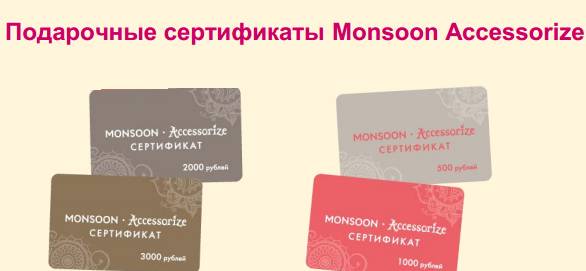 Подарочные сертификаты Monsoon Accessorize
MONSOON · Accessorize
СЕРТИФИКАТ
2000 рублей
MONSOON · Accessorize
СЕРТИФИКАТ
3000 рублей
MONSOON · Accessorize
СЕРТИФИКАТ
500 рублей
MONSOON · Accessorize
СЕРТИФИКАТ
1000 рублей